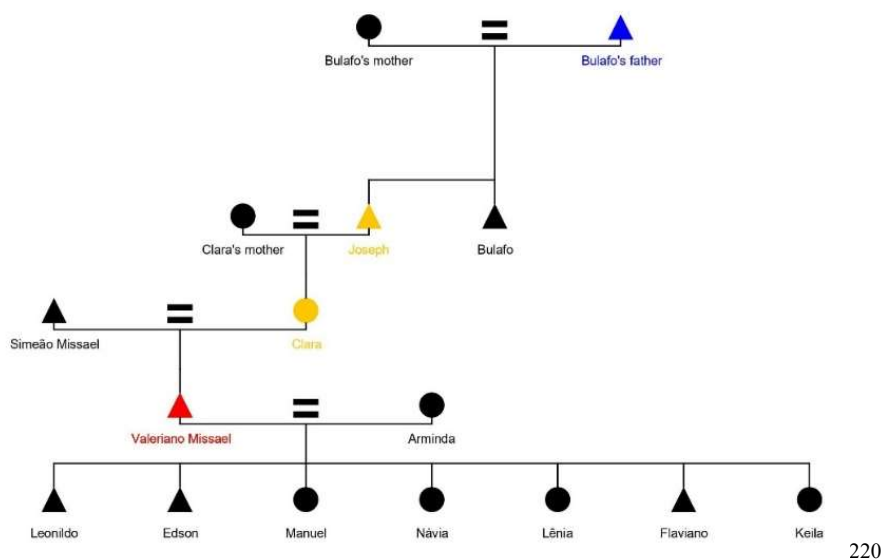 Bulafo's mother
Bulafo's father
Clara's mother
Joseph
Bulafo
Simeão Missael
Clara
Valeriano Missael
Arminda
Leonildo
Edson
Manuel
Návia
Lênia
Flaviano
Keila
220